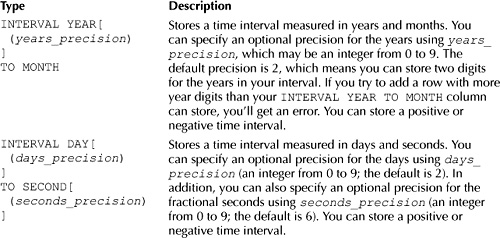 Type Description
INTERVAL YEAR[ Stores a time interval measured in years and months. You
(years_precision) can specify an optional precision for the years using years_
] precision, which may be an integer from 0 to 9. The
TO MONTH default precision is 2, which means you can store two digits
for the years in your interval. If you try to add a row with more
year digits than your INTERVAL YEAR TO MONTH column
can store, you'll get an error. You can store a positive or
negative time interval.
INTERVAL DAY[ Stores a time interval measured in days and seconds. You
(days_precision) can specify an optional precision for the days using days_
] precision (an integer from 0 to 9; the default is 2). In
TO SECOND[ addition, you can also specify an optional precision for the
(seconds_precision) fractional seconds using seconds_precision (an integer
] from 0 to 9; the default is 6). You can store a positive or
negative time interval.